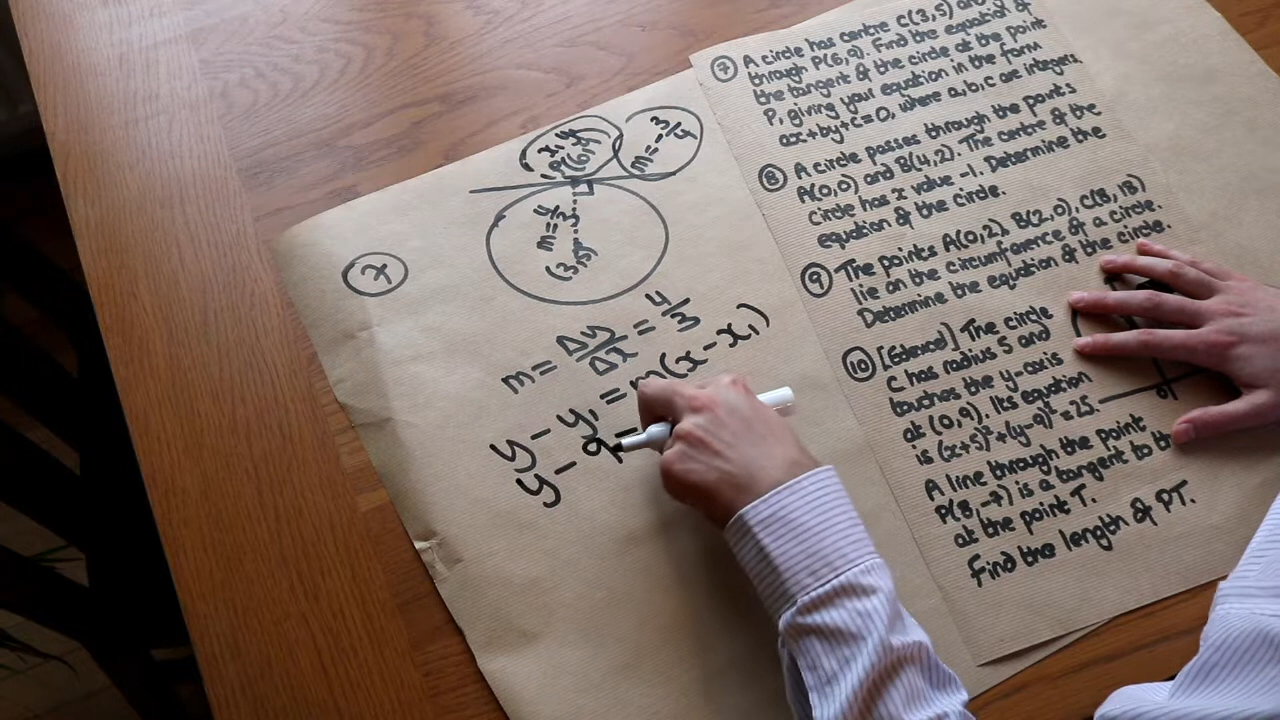 7
x₁ y₁
P(6,9)
m=-3/4
m=4/3
(3,5)
m=Δy/Δx=4/3
y-y₁=m(x-x₁)
y-9=
7 A circle has centre C(3,5) and
through P(6,9). Find the equation of
the tangent of the circle at the point
P, giving your equation in the form
ax+by+c=0, where a, b, c are integers.
8 A circle passes through the points
A(0,0) and B(4,2). The centre of the
circle has x value -1. Determine the
equation of the circle.
9 The points A(0,2), B(2,0), C(8,18)
lie on the circumference of a circle.
Determine the equation of the circle.
10 [Edexcel] The circle
C has radius 5 and
touches the y-axis
at (0,9). Its equation
is (x+5)²+(y-9)²=25.
A line through the point
P(8,-7) is a tangent to the
at the point T.
Find the length of PT.